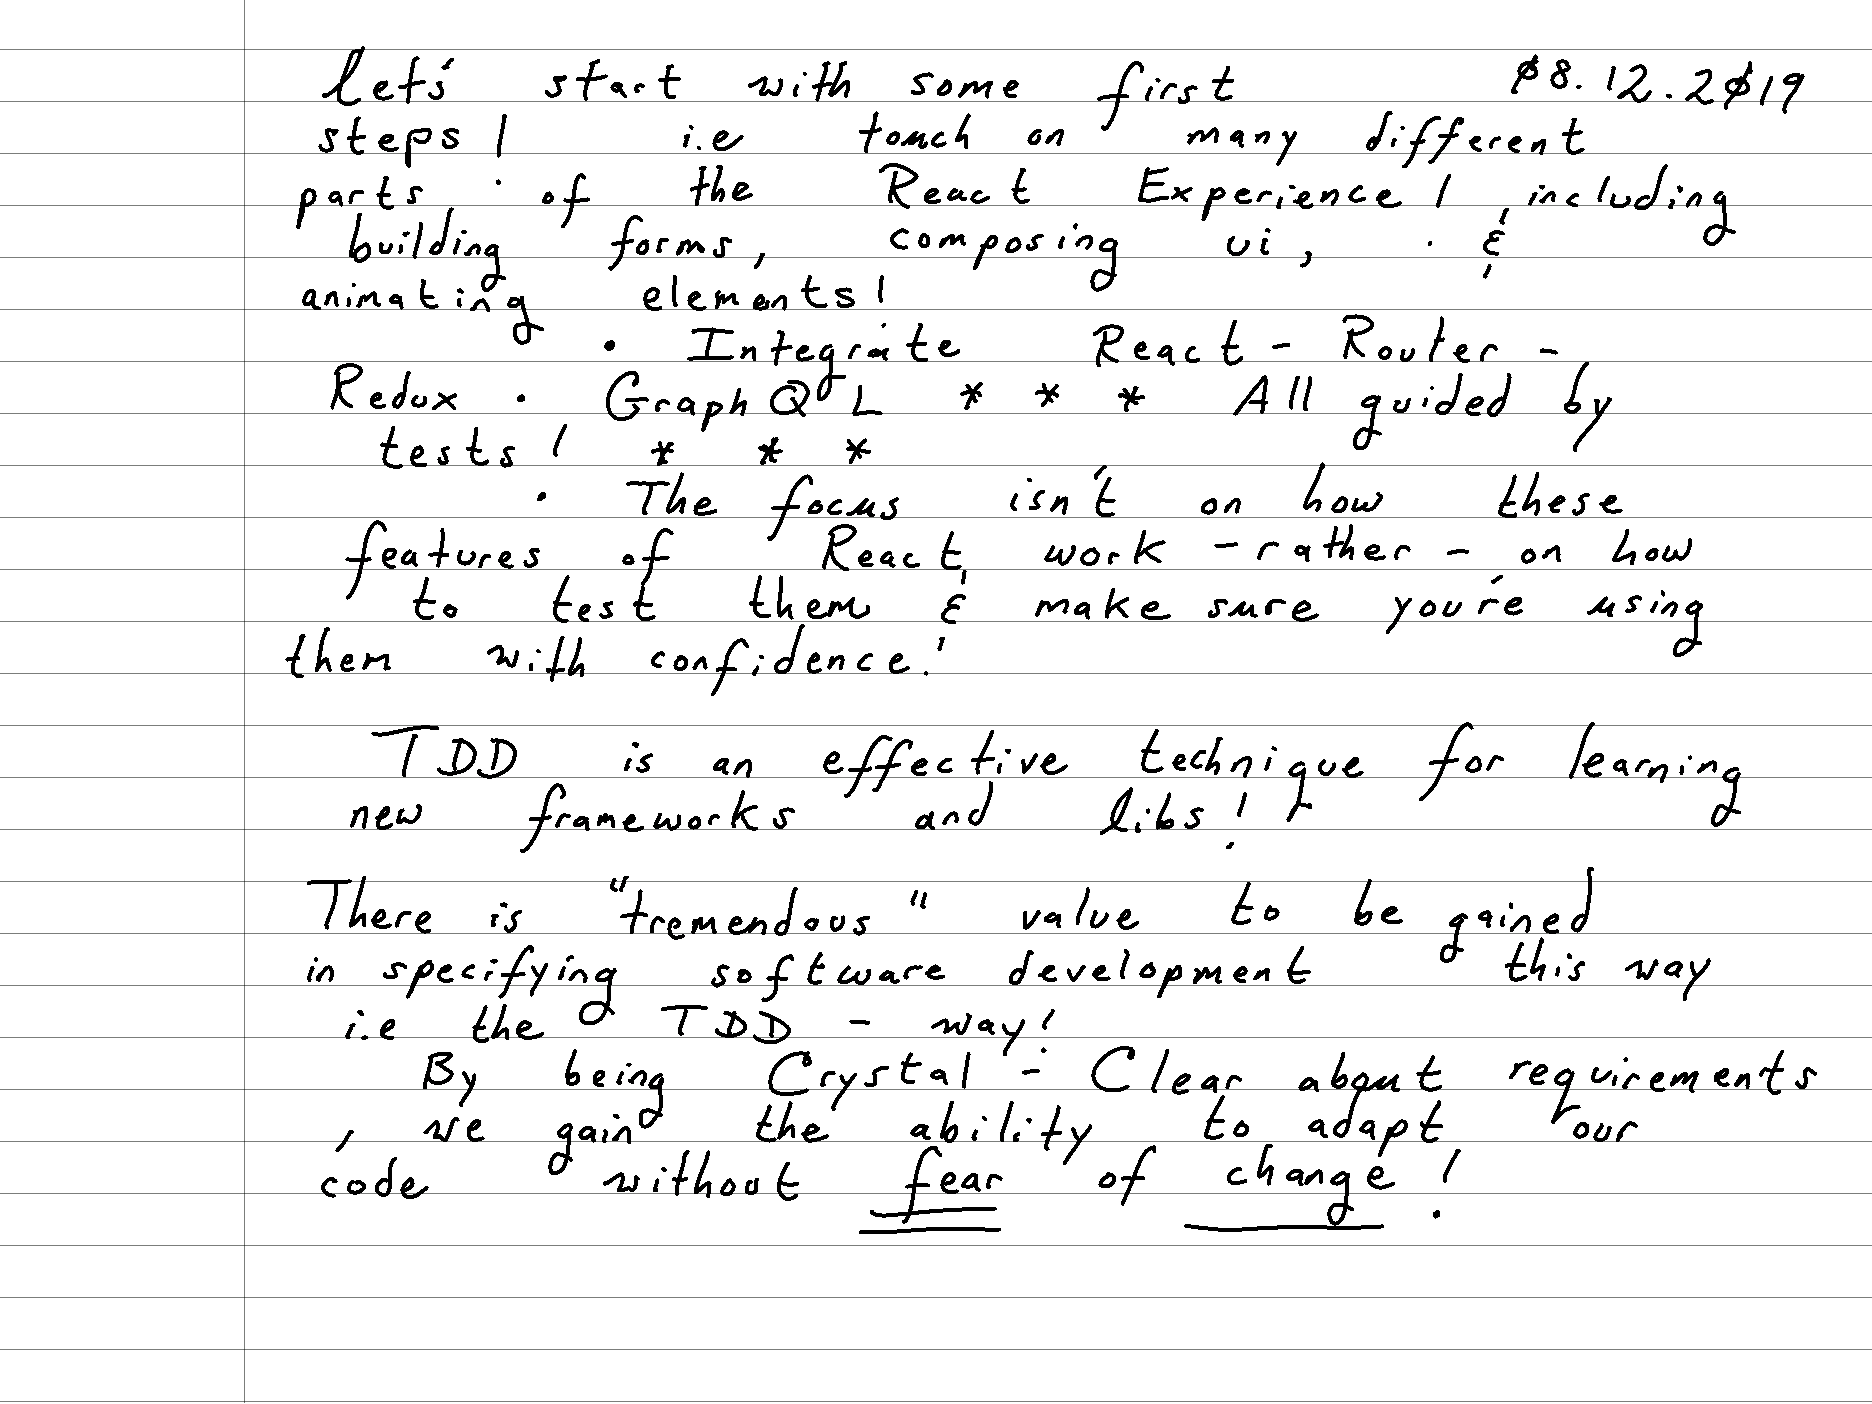 Let's start with some first 08.12.2019
steps! i.e touch on many different
parts of the React Experience!, including
building forms, composing ui, &
animating elements!
• Integrate React - Router -
Redux • GraphQL * * * All guided by
tests! * * *
• The focus isn't on how these
features of React work - rather - on how
to test them & make sure you're using
them with confidence!
TDD is an effective technique for learning
new frameworks and libs!
There is "tremendous" value to be gained
in specifying software development this way
i.e the TDD - way!
By being Crystal - Clear about requirements
, we gain the ability to adapt our
code without fear of change!